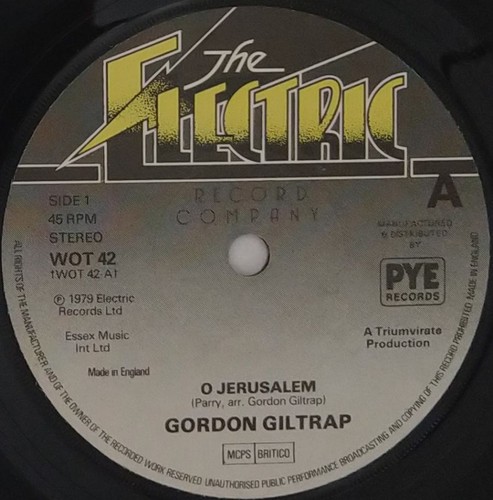 The
ELECTRIC
RECORD
COMPANY
A
SIDE 1
45 RPM
STEREO
WOT 42
1WOT 42 A1
℗ 1979 Electric
Records Ltd
Essex Music
Int Ltd
Made in England
MANUFACTURED
& DISTRIBUTED
BY
PYE
RECORDS
A Triumvirate
Production
O JERUSALEM
(Parry, arr. Gordon Giltrap)
GORDON GILTRAP
MCPS BRITICO
ALL RIGHTS OF THE MANUFACTURER AND OF THE OWNER OF THE RECORDED WORK RESERVED UNAUTHORISED PUBLIC PERFORMANCE BROADCASTING AND COPYING OF THIS RECORD PROHIBITED. MADE IN ENGLAND